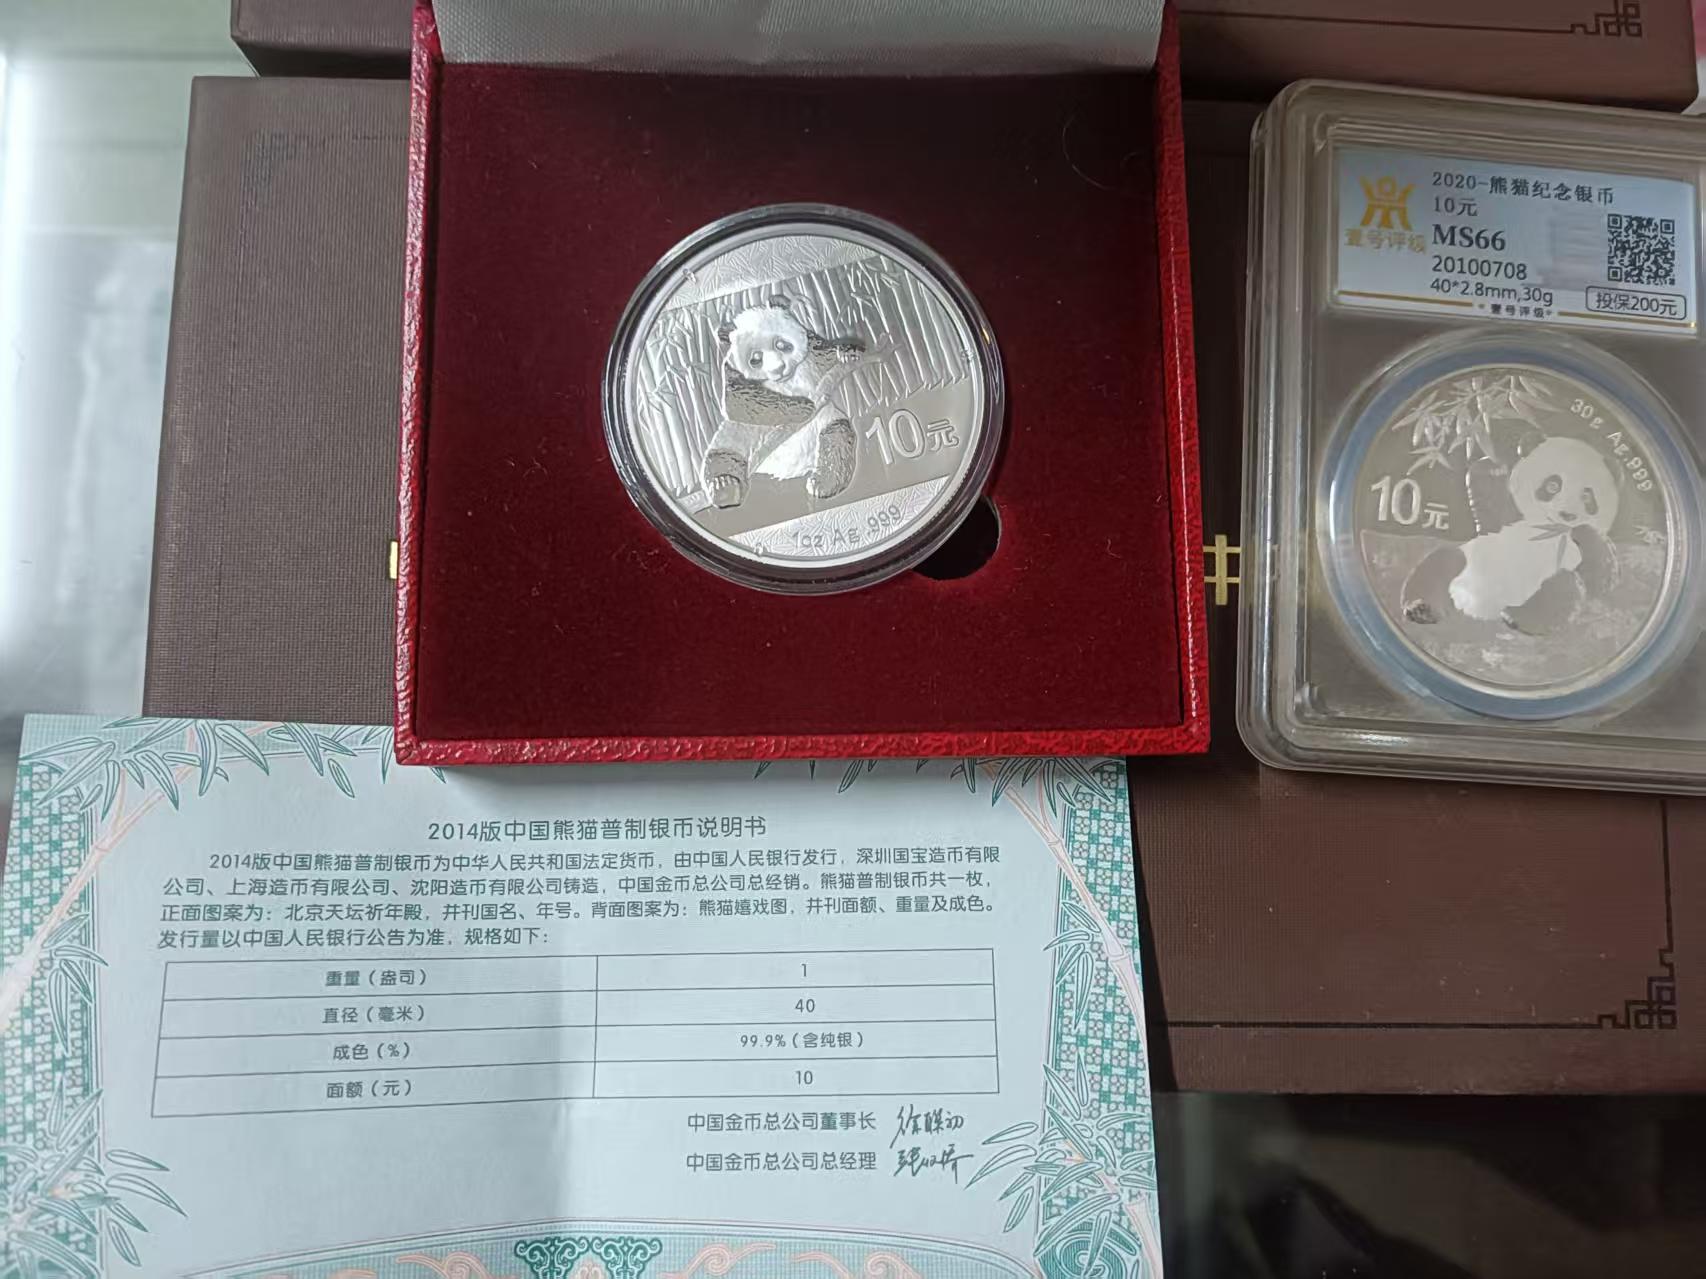 10元
1oz Ag .999
2020-熊猫纪念银币
10元
MS66
20100708
40*2.8mm,30g
壹号评级
投保200元
壹号评级
30g Ag.999
10元
2014版中国熊猫普制银币说明书
2014版中国熊猫普制银币为中华人民共和国法定货币，由中国人民银行发行，深圳国宝造币有限
公司、上海造币有限公司、沈阳造币有限公司铸造，中国金币总公司总经销。熊猫普制银币共一枚，
正面图案为：北京天坛祈年殿，并刊国名、年号。背面图案为：熊猫嬉戏图，并刊面额、重量及成色。
发行量以中国人民银行公告为准，规格如下：
重量（盎司） 1
直径（毫米） 40
成色（%） 99.9%（含纯银）
面额（元） 10
中国金币总公司董事长
中国金币总公司总经理